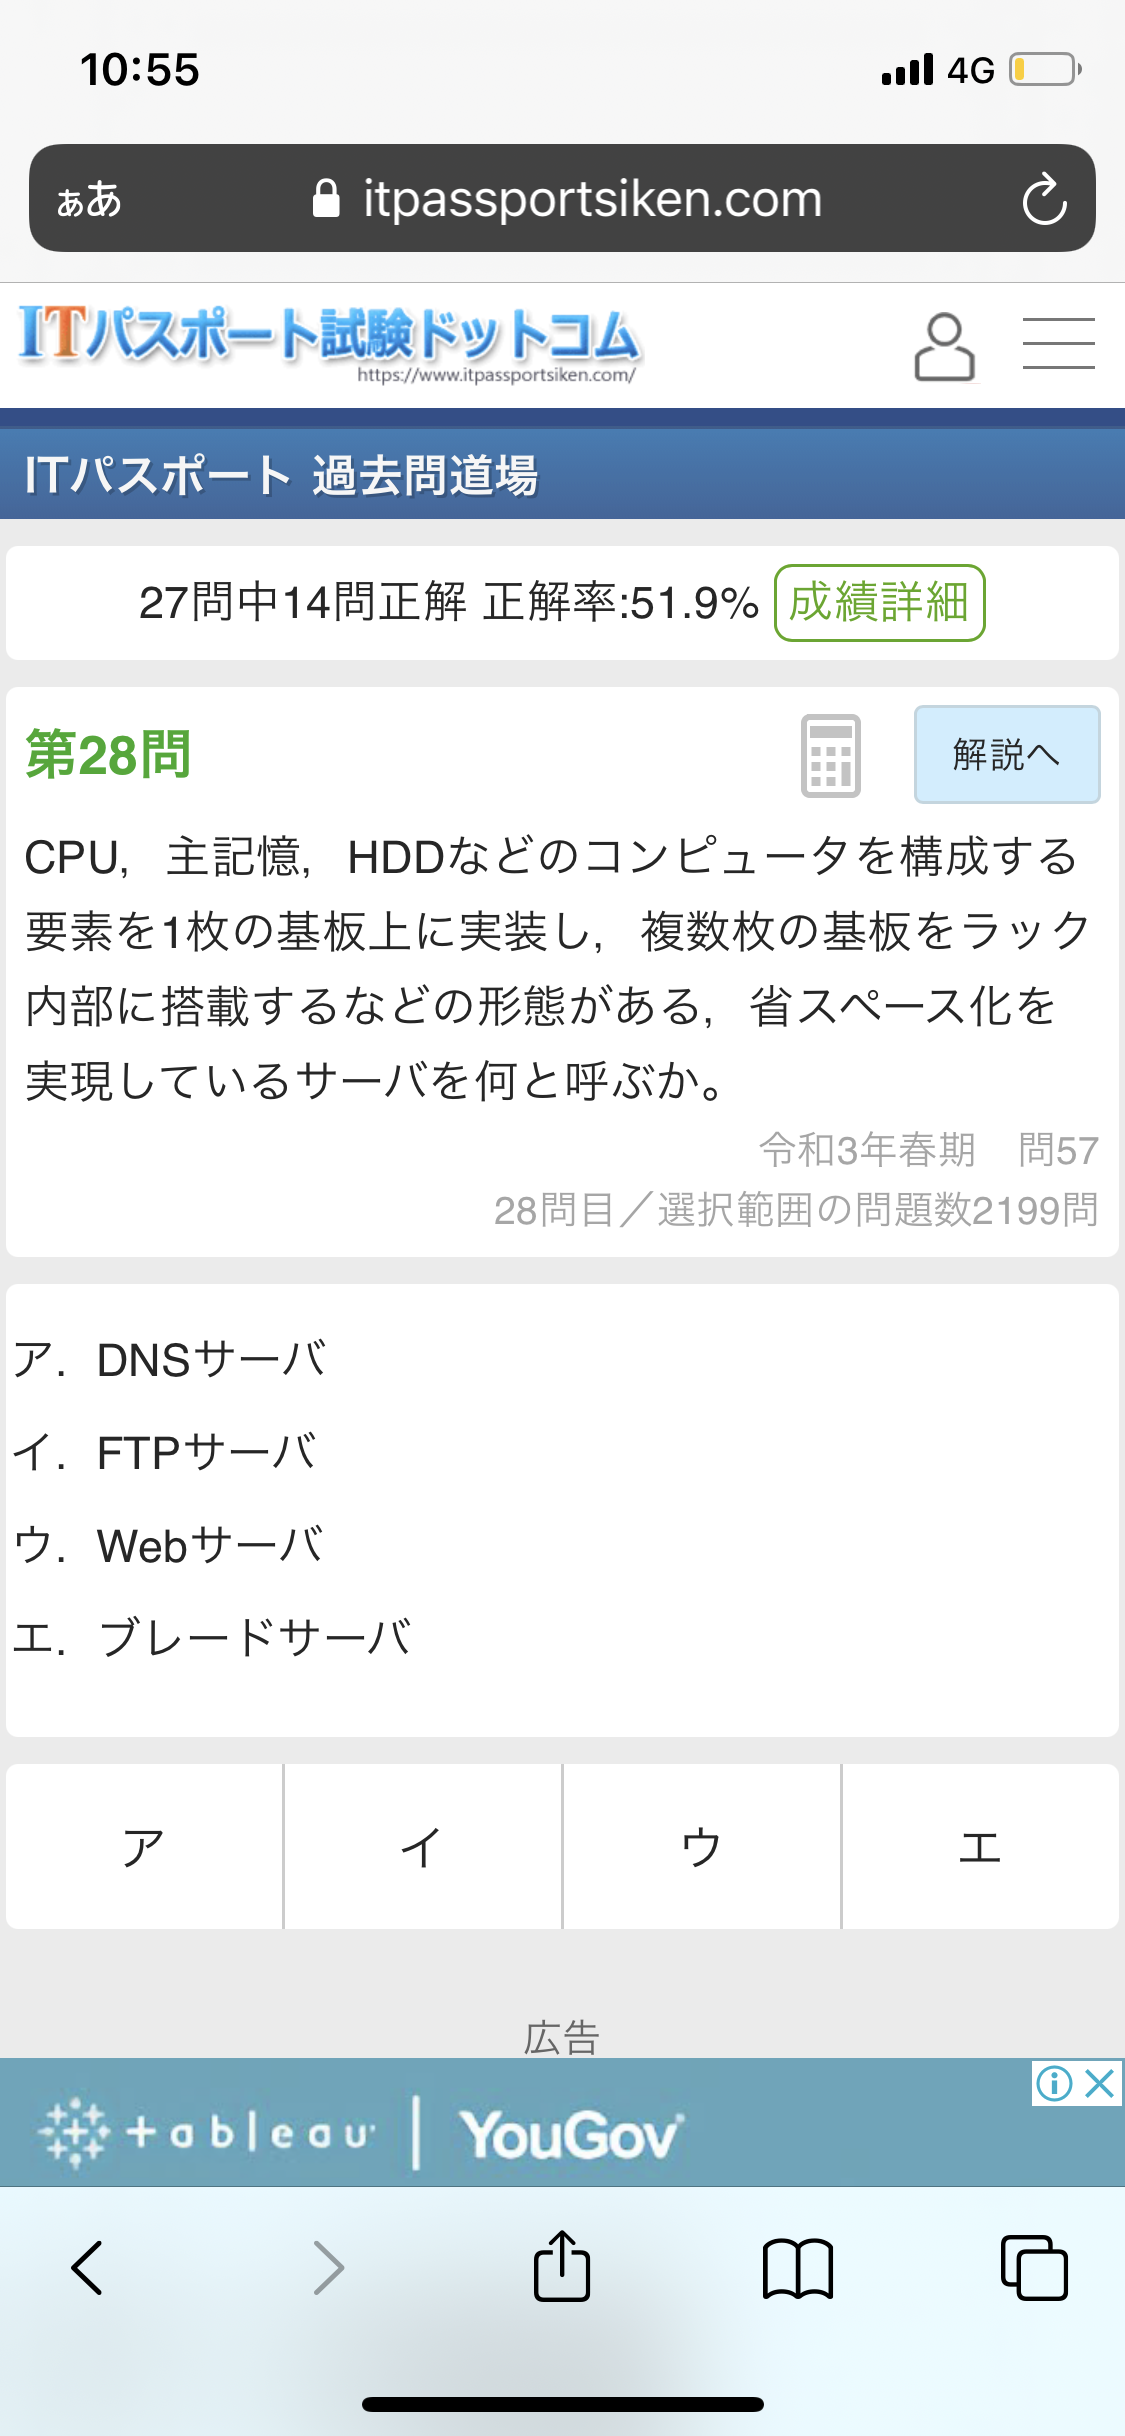 10:55
4G
ぁあ
itpassportsiken.com
ITパスポート試験ドットコム
https://www.itpassportsiken.com/
ITパスポート 過去問道場
27問中14問正解 正解率:51.9% 成績詳細
第28問
解説へ
CPU，主記憶，HDDなどのコンピュータを構成する
要素を1枚の基板上に実装し，複数枚の基板をラック
内部に搭載するなどの形態がある，省スペース化を
実現しているサーバを何と呼ぶか。
令和3年春期　問57
28問目／選択範囲の問題数2199問
ア．DNSサーバ
イ．FTPサーバ
ウ．Webサーバ
エ．ブレードサーバ
ア イ ウ エ
広告
+ableau | YouGov